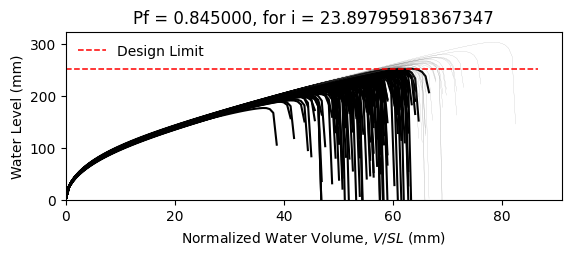 Pf = 0.845000, for i = 23.89795918367347
Design Limit
Water Level (mm)
300
200
100
0
0 20 40 60 80
Normalized Water Volume, V/SL (mm)